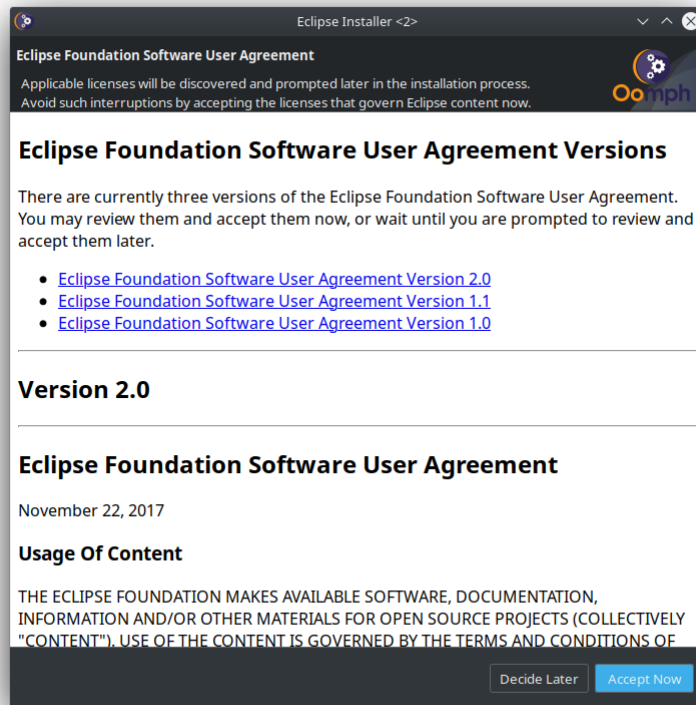 Eclipse Installer <2>
Eclipse Foundation Software User Agreement
Applicable licenses will be discovered and prompted later in the installation process.
Avoid such interruptions by accepting the licenses that govern Eclipse content now.
Oomph
Eclipse Foundation Software User Agreement Versions
There are currently three versions of the Eclipse Foundation Software User Agreement.
You may review them and accept them now, or wait until you are prompted to review and
accept them later.
• Eclipse Foundation Software User Agreement Version 2.0
• Eclipse Foundation Software User Agreement Version 1.1
• Eclipse Foundation Software User Agreement Version 1.0
Version 2.0
Eclipse Foundation Software User Agreement
November 22, 2017
Usage Of Content
THE ECLIPSE FOUNDATION MAKES AVAILABLE SOFTWARE, DOCUMENTATION,
INFORMATION AND/OR OTHER MATERIALS FOR OPEN SOURCE PROJECTS (COLLECTIVELY
"CONTENT"). USE OF THE CONTENT IS GOVERNED BY THE TERMS AND CONDITIONS OF
Decide Later
Accept Now